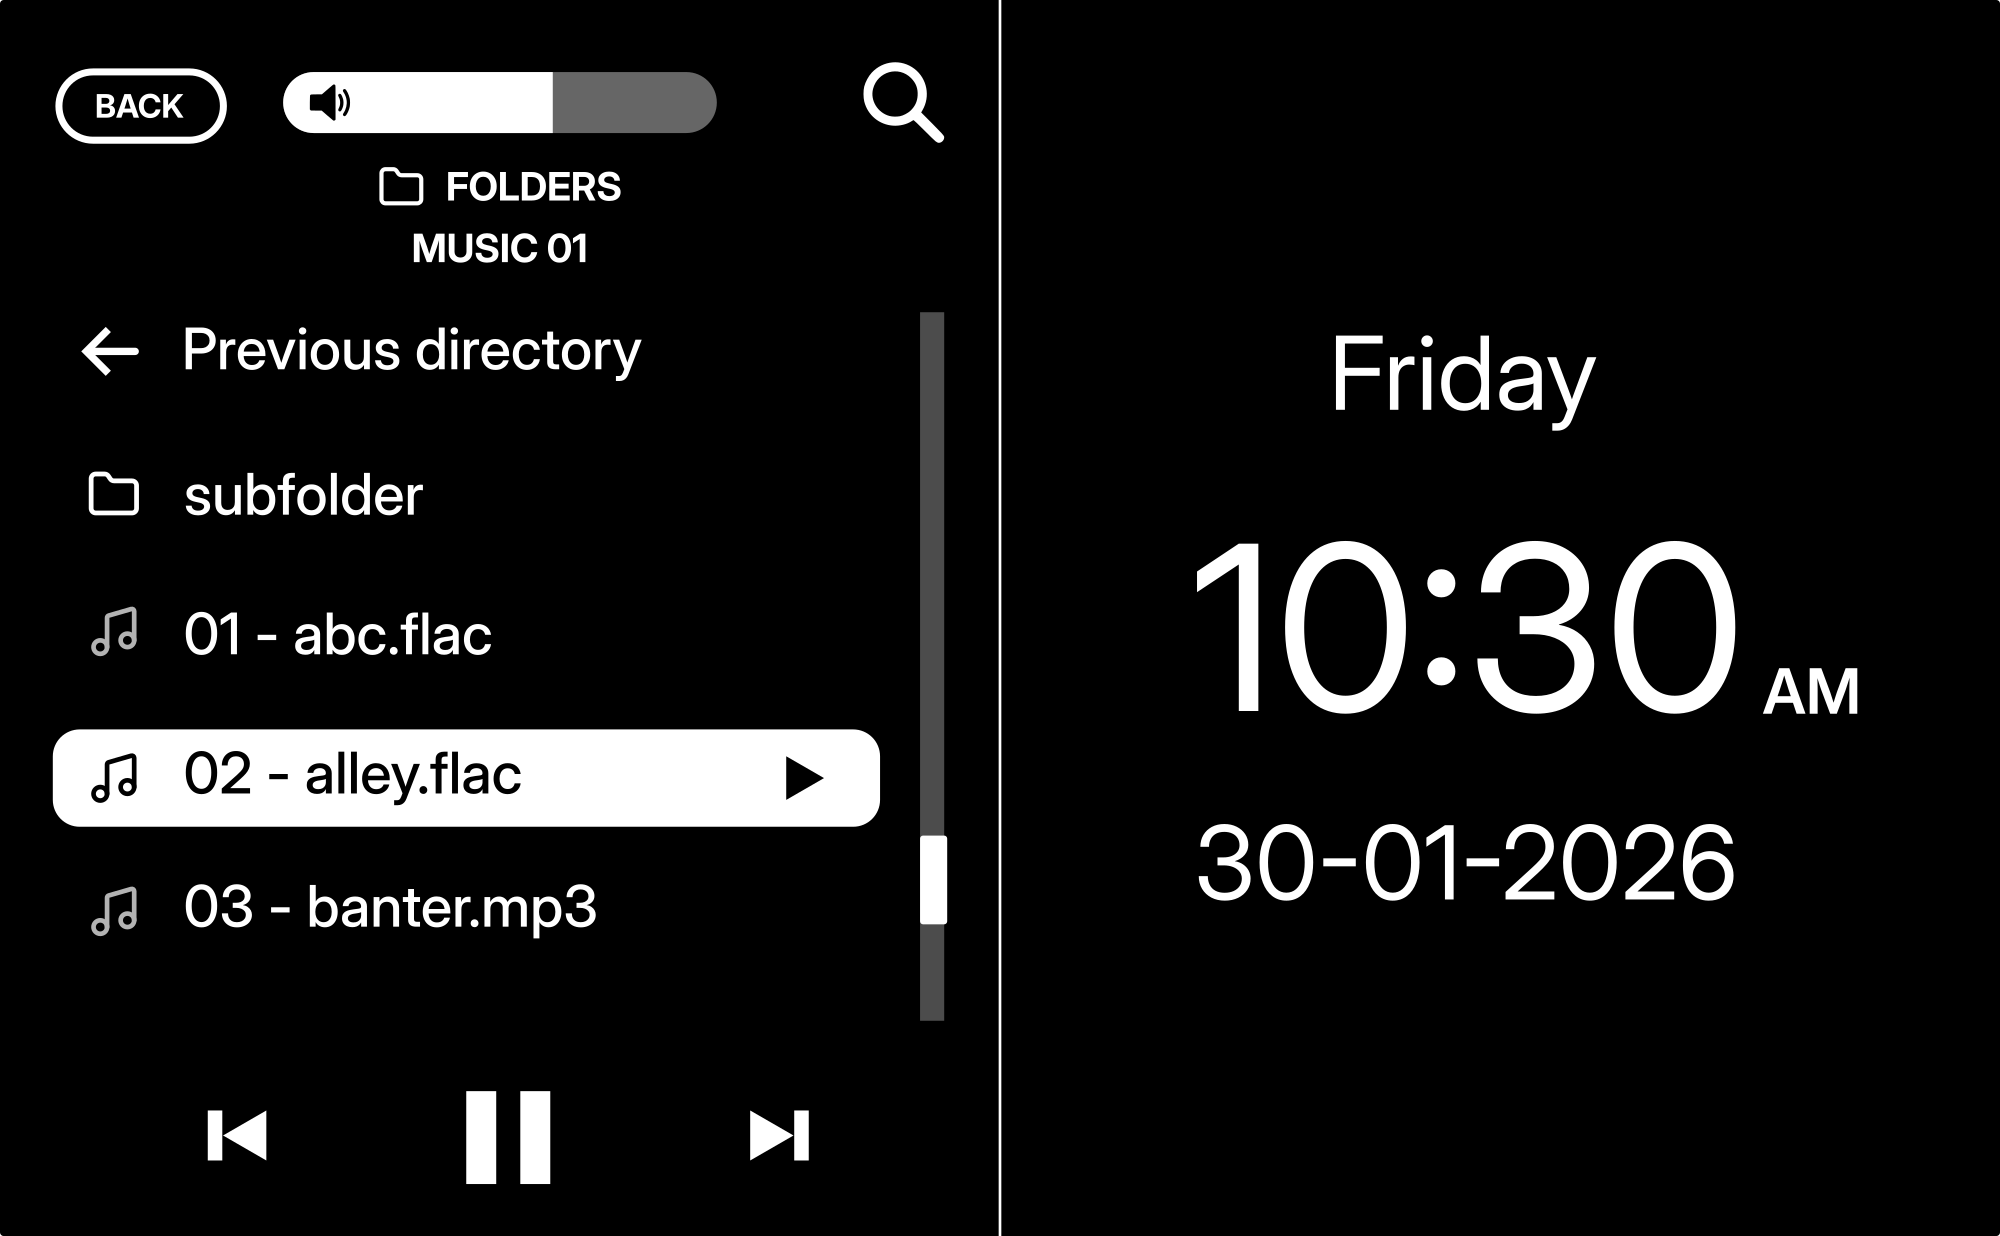 BACK
FOLDERS
MUSIC 01
Previous directory
subfolder
01 - abc.flac
02 - alley.flac
03 - banter.mp3
Friday
10:30 AM
30-01-2026